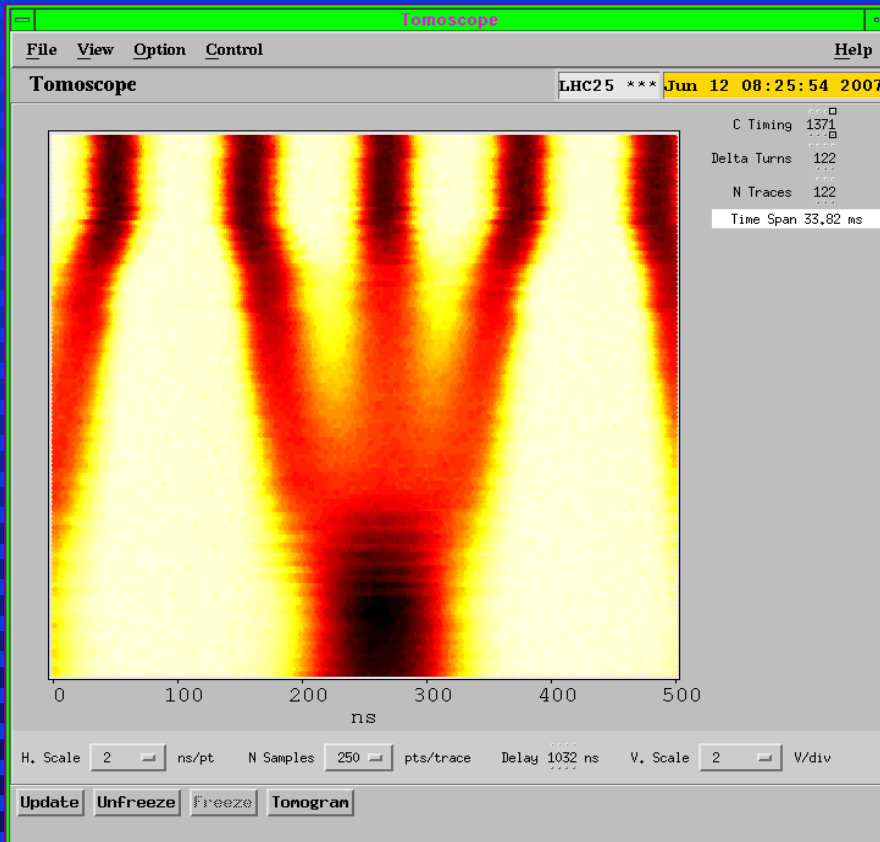 Tomoscope
File View Option Control Help
Tomoscope LHC25 *** Jun 12 08:25:54 2007
C Timing 1371
Delta Turns 122
N Traces 122
Time Span 33.82 ms
0 100 200 300 400 500
ns
H. Scale 2 ns/pt N Samples 250 pts/trace Delay 1032 ns V. Scale 2 V/div
Update Unfreeze Freeze Tomogram